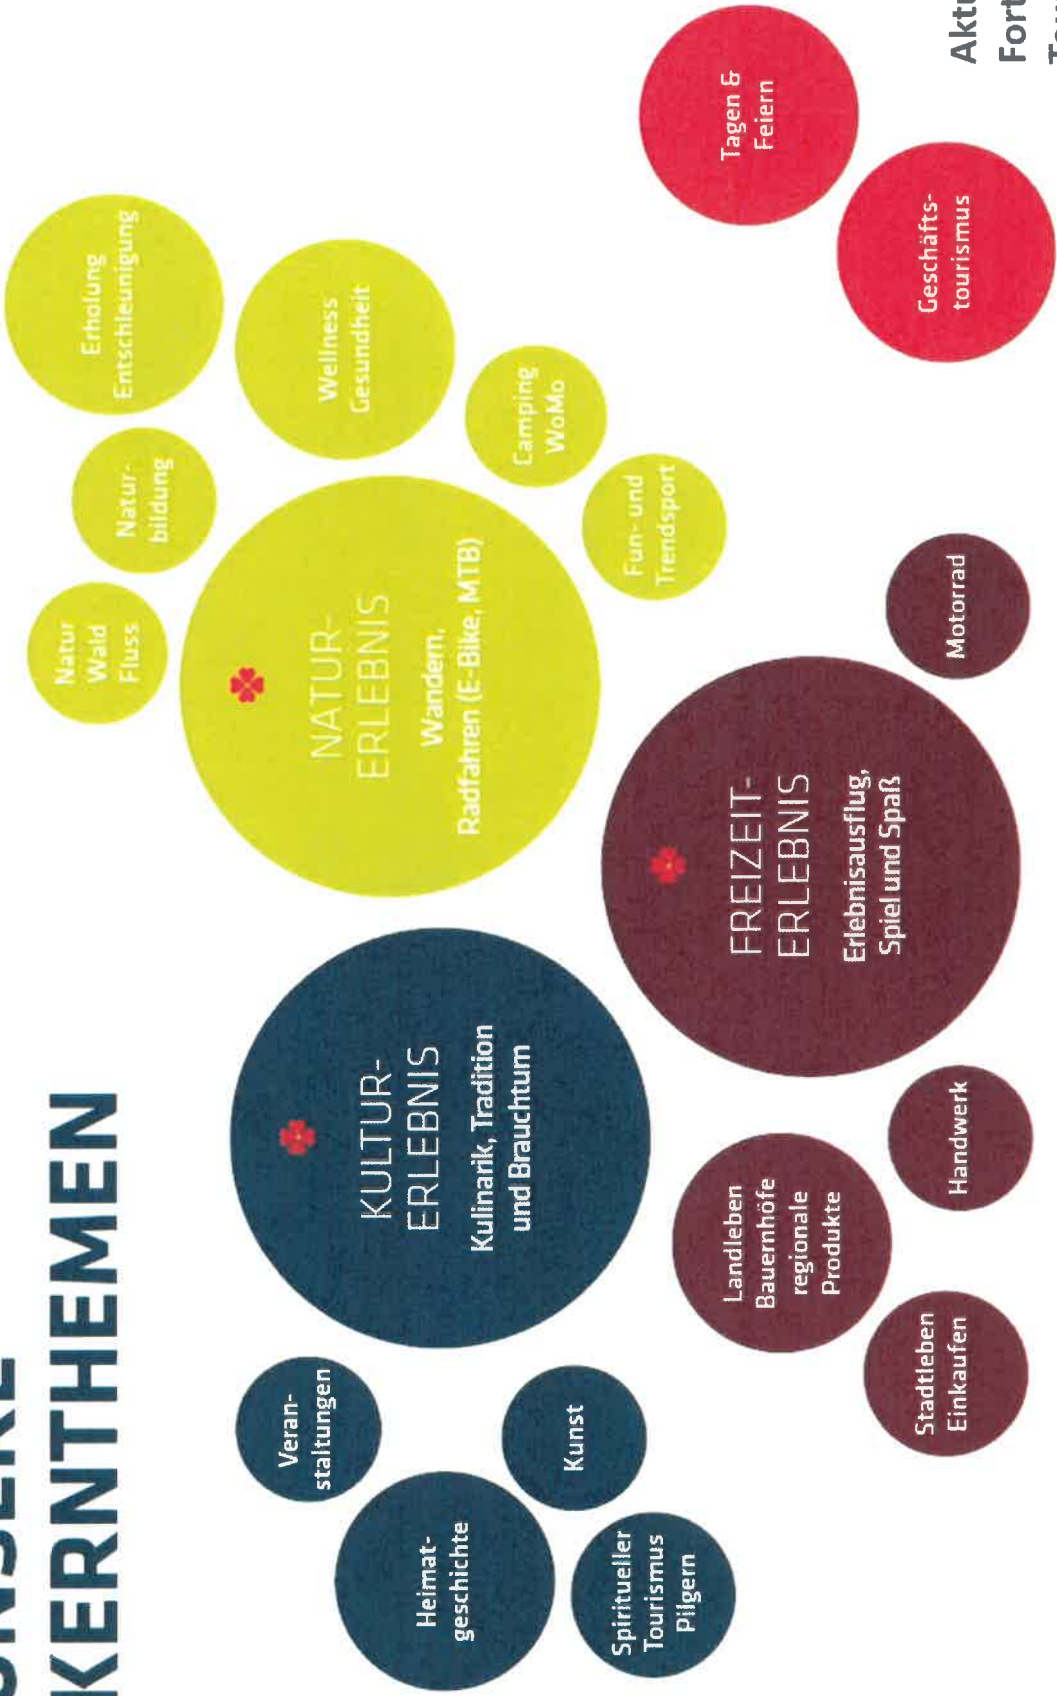 UNSERE
KERNTHEMEN
Veran-
staltungen
Heimat-
geschichte
Kunst
Spiritueller
Tourismus
Pilgern
KULTUR-
ERLEBNIS
Kulinarik, Tradition
und Brauchtum
Natur
Wald
Fluss
Natur-
bildung
Erholung
Entschleunigung
Wellness
Gesundheit
Camping
WoMo
Fun- und
Trendsport
NATUR-
ERLEBNIS
Wandern,
Radfahren (E-Bike, MTB)
FREIZEIT-
ERLEBNIS
Erlebnisausflug,
Spiel und Spaß
Motorrad
Handwerk
Landleben
Bauernhöfe
regionale
Produkte
Stadtleben
Einkaufen
Tagen &
Feiern
Geschäfts-
tourismus